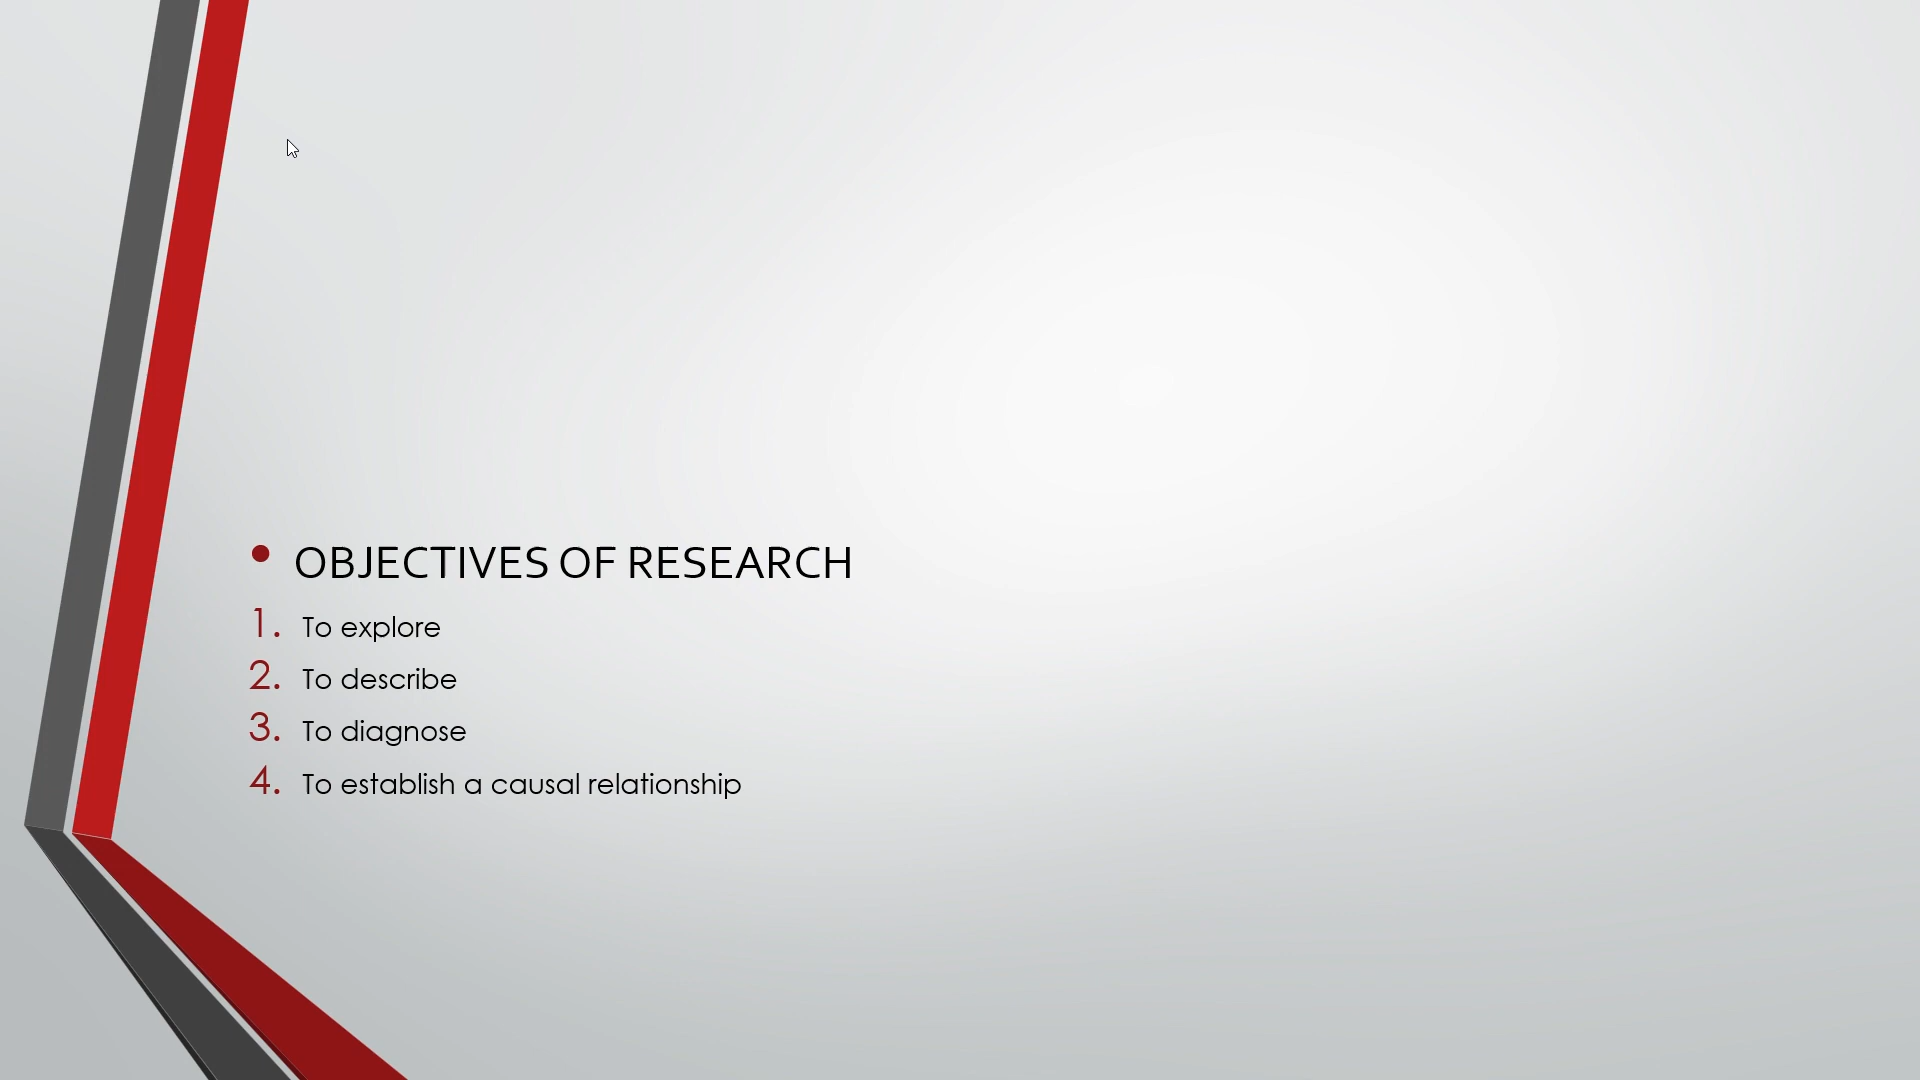 • OBJECTIVES OF RESEARCH
1. To explore
2. To describe
3. To diagnose
4. To establish a causal relationship